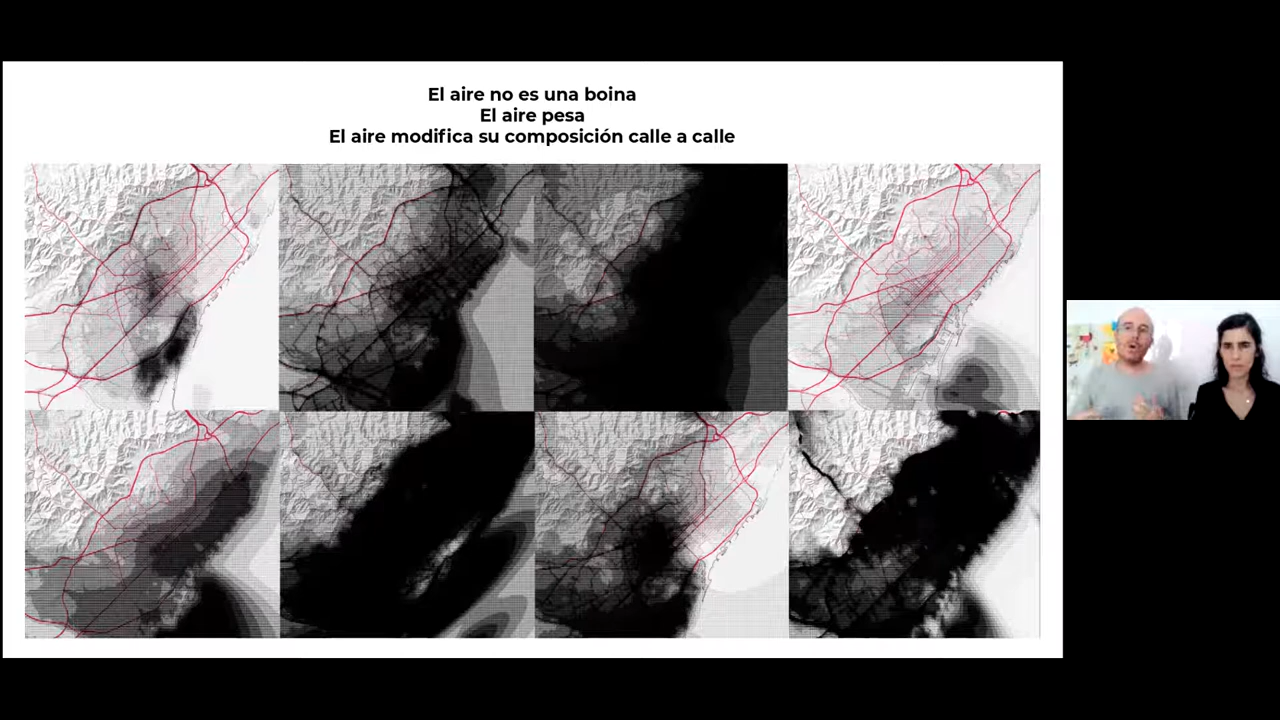 El aire no es una boina
El aire pesa
El aire modifica su composición calle a calle